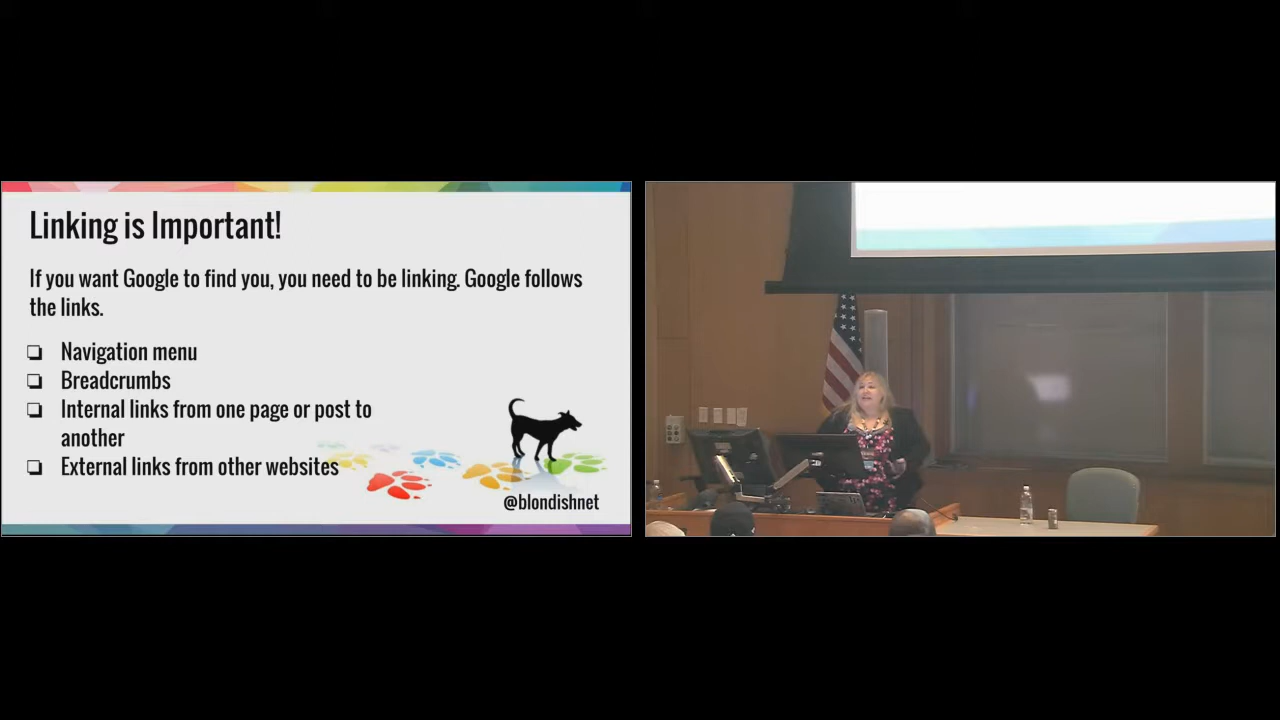 Linking is Important!
If you want Google to find you, you need to be linking. Google follows
the links.
❏ Navigation menu
❏ Breadcrumbs
❏ Internal links from one page or post to
another
❏ External links from other websites
@blondishnet